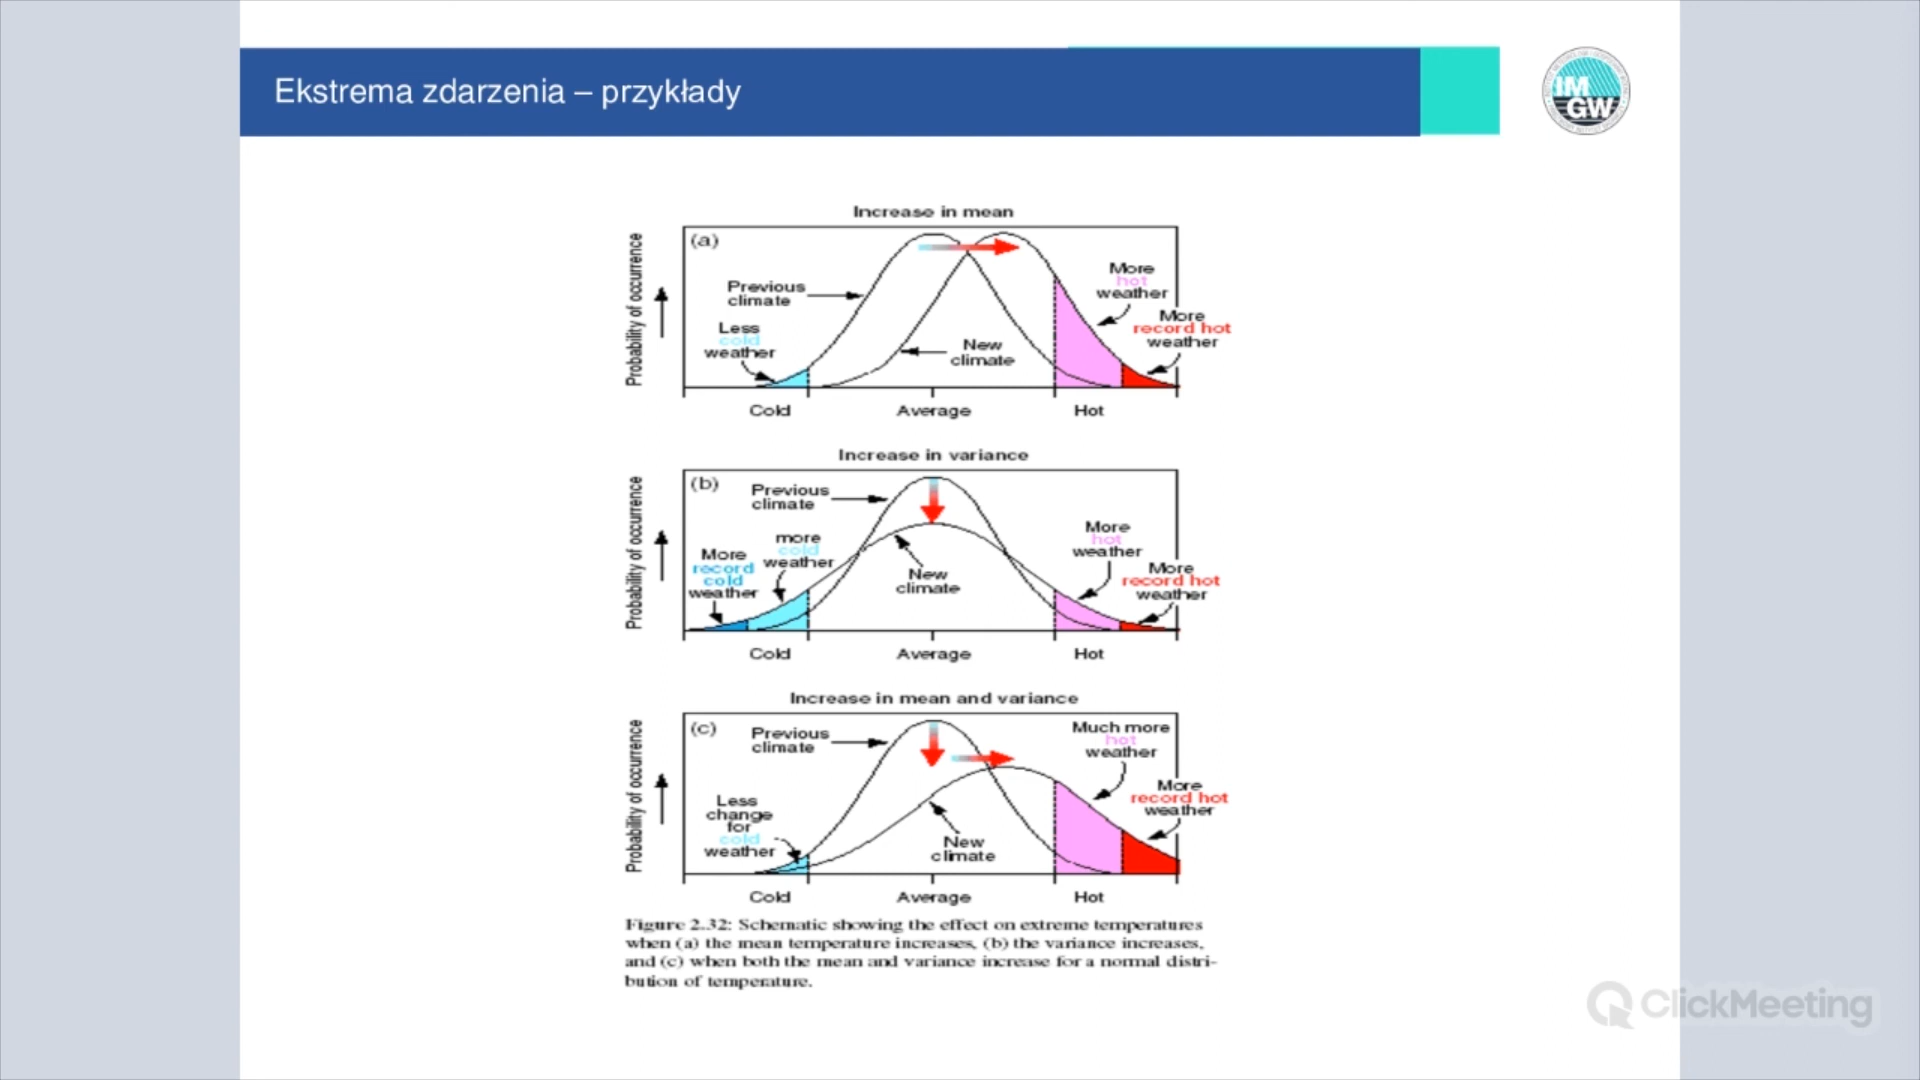 Ekstrema zdarzenia – przykłady
IM
GW
Increase in mean
Probability of occurrence
(a)
Previous
climate
Less
cold
weather
New
climate
More
hot
weather
More
record hot
weather
Cold
Average
Hot
Increase in variance
Probability of occurrence
(b)
Previous
climate
More
record
cold
weather
more
cold
weather
New
climate
More
hot
weather
More
record hot
weather
Cold
Average
Hot
Increase in mean and variance
Probability of occurrence
(c)
Previous
climate
Less
change
for
cold
weather
New
climate
Much more
hot
weather
More
record hot
weather
Cold
Average
Hot
Figure 2.32: Schematic showing the effect on extreme temperatures
when (a) the mean temperature increases, (b) the variance increases,
and (c) when both the mean and variance increase for a normal distri-
bution of temperature.
ClickMeeting